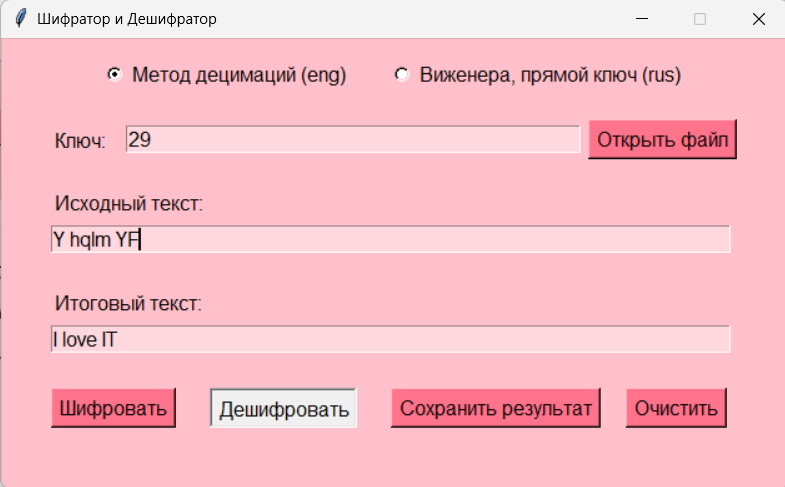 Шифратор и Дешифратор
Метод децимаций (eng) Виженера, прямой ключ (rus)
Ключ: 29 Открыть файл
Исходный текст:
Y hqlm YF
Итоговый текст:
I love IT
Шифровать Дешифровать Сохранить результат Очистить